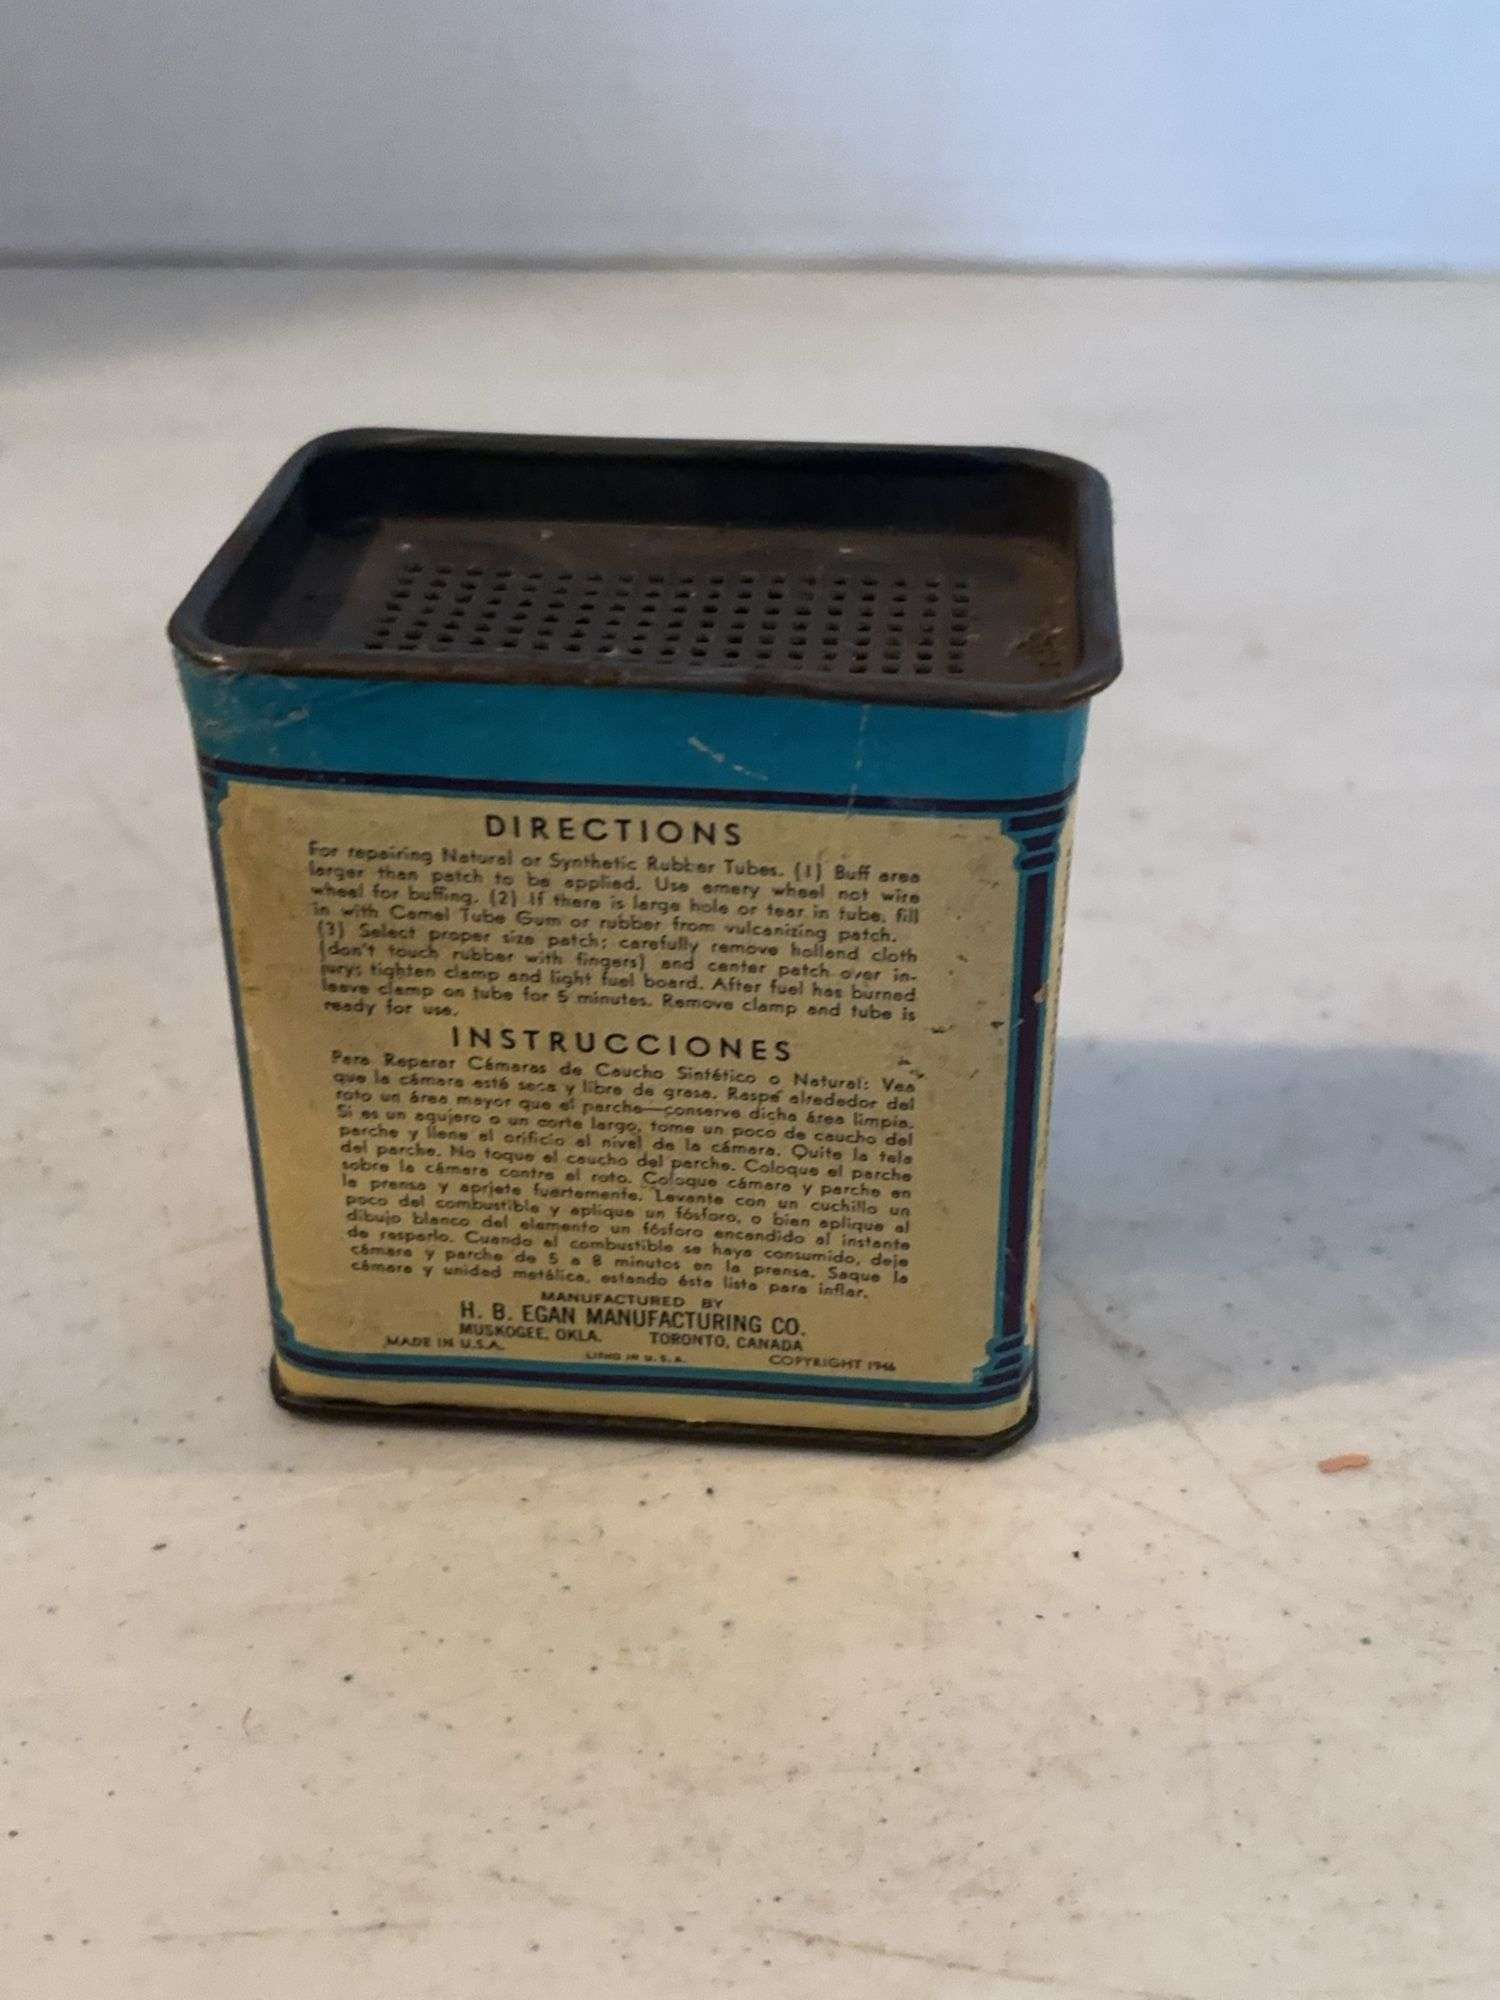 DIRECTIONS
For repairing Natural or Synthetic Rubber Tubes. (1) Buff area
larger than patch to be applied. Use emery wheel not wire
wheel for buffing. (2) If there is large hole or tear in tube, fill
in with Camel Tube Gum or rubber from vulcanizing patch.
(3) Select proper size patch; carefully remove holland cloth
(don't touch rubber with fingers) and center patch over in-
jury; tighten clamp and light fuel board. After fuel has burned
leave clamp on tube for 5 minutes. Remove clamp and tube is
ready for use.
INSTRUCCIONES
Para Reparar Cámaras de Caucho Sintético o Natural: Vea
que la cámara esté seca y libre de grasa. Raspe alrededor del
roto un área mayor que el parche—conserve dicha área limpia.
Si es un agujero o un corte largo, tome un poco de caucho del
parche y llene el orificio al nivel de la cámara. Quite la tela
del parche. No toque el caucho del parche. Coloque el parche
sobre la cámara contra el roto. Coloque cámara y parche en
la prensa y apriete fuertemente. Levante con un cuchillo un
poco del combustible y aplique un fósforo, o bien aplique al
dibujo blanco del elemento un fósforo encendido al instante
de rasparlo. Cuando el combustible se haya consumido, deje
cámara y parche de 5 a 8 minutos en la prensa. Saque la
cámara y unidad metálica, estando ésta lista para inflar.
MANUFACTURED BY
H. B. EGAN MANUFACTURING CO.
MUSKOGEE, OKLA. TORONTO, CANADA
MADE IN U.S.A. LITHO IN U.S.A. COPYRIGHT 1946